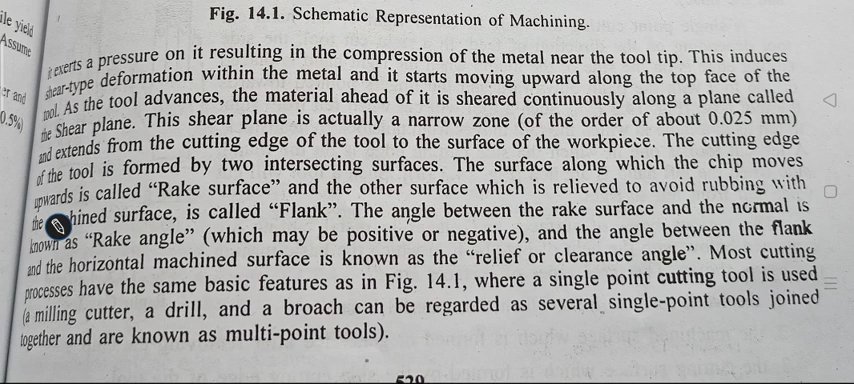 Fig. 14.1. Schematic Representation of Machining.
ile yield
Assume
er and
0.5%)
it exerts a pressure on it resulting in the compression of the metal near the tool tip. This induces
shear-type deformation within the metal and it starts moving upward along the top face of the
tool. As the tool advances, the material ahead of it is sheared continuously along a plane called
the Shear plane. This shear plane is actually a narrow zone (of the order of about 0.025 mm)
and extends from the cutting edge of the tool to the surface of the workpiece. The cutting edge
of the tool is formed by two intersecting surfaces. The surface along which the chip moves
upwards is called “Rake surface” and the other surface which is relieved to avoid rubbing with
the hined surface, is called “Flank”. The angle between the rake surface and the normal is
known as “Rake angle” (which may be positive or negative), and the angle between the flank
and the horizontal machined surface is known as the “relief or clearance angle”. Most cutting
processes have the same basic features as in Fig. 14.1, where a single point cutting tool is used
(a milling cutter, a drill, and a broach can be regarded as several single-point tools joined
together and are known as multi-point tools).